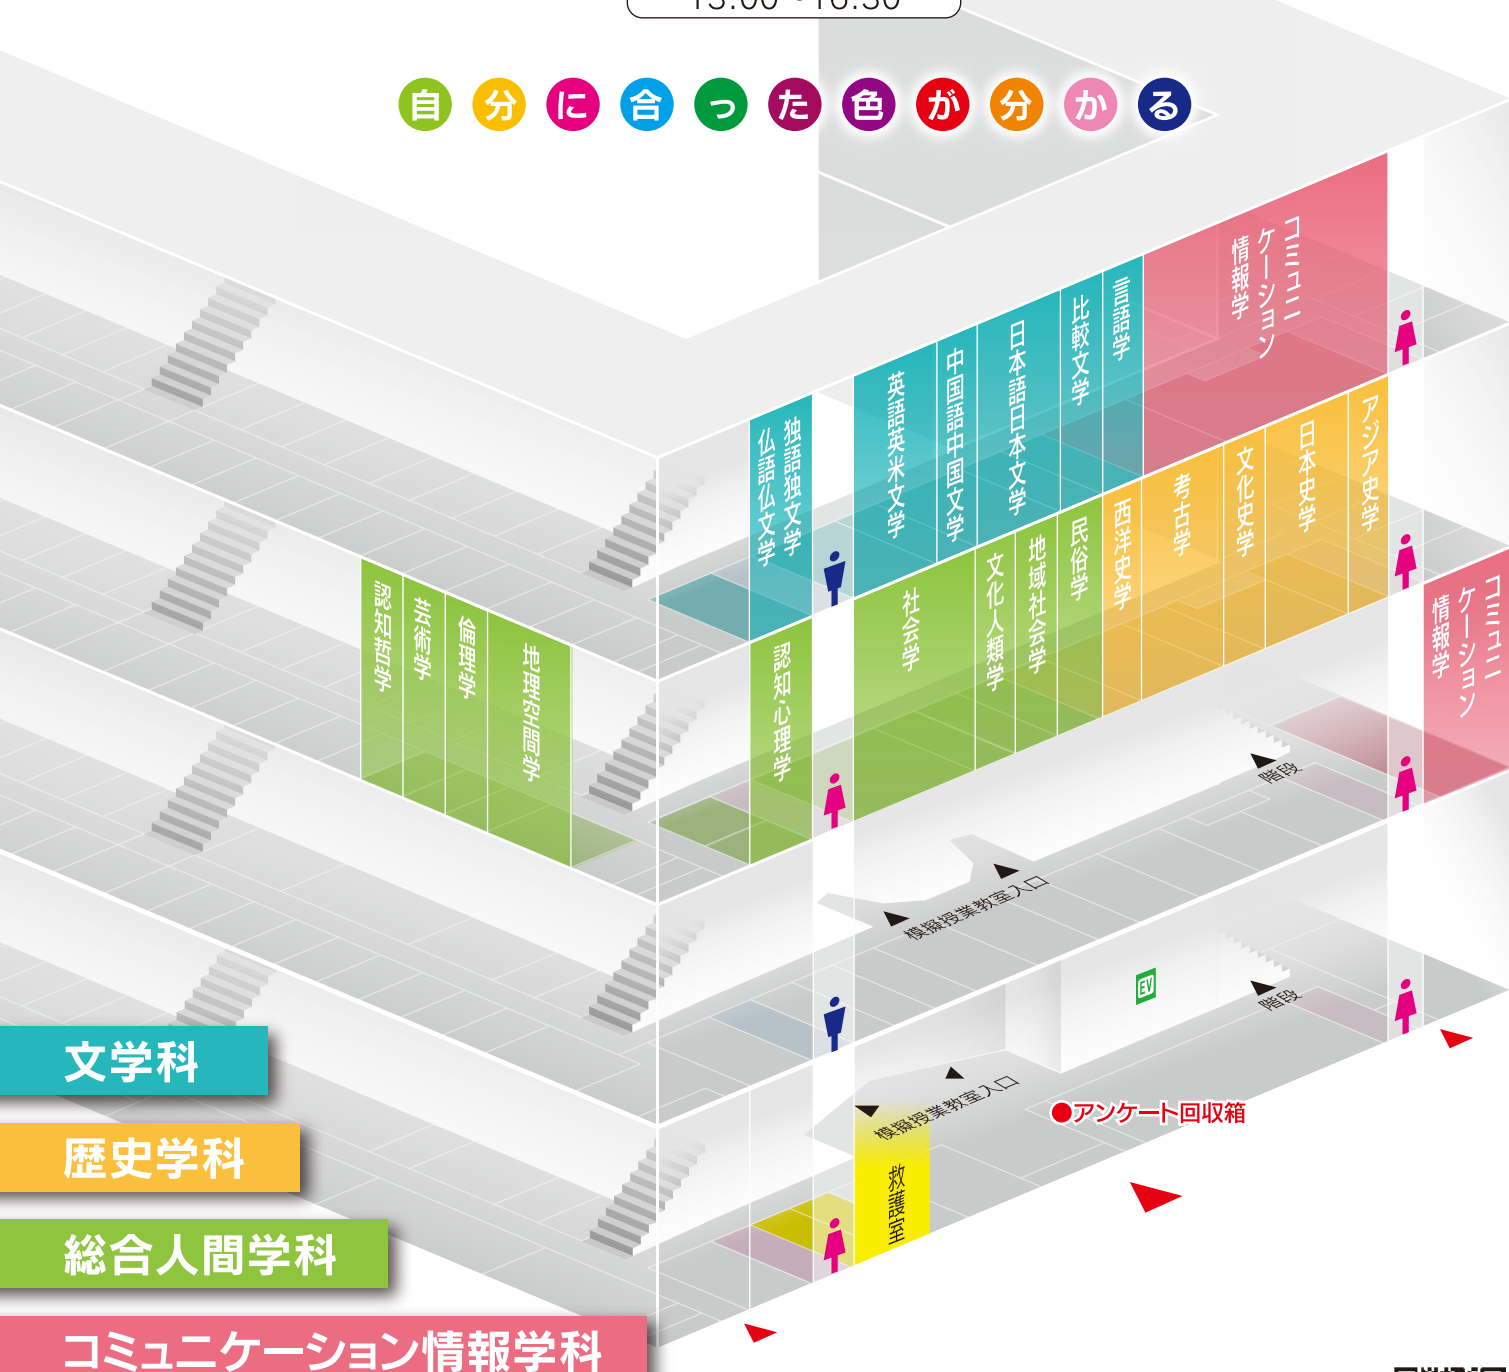 13:00～16:30
自分に合った色が分かる
コミュニ
ケーション
情報学
言語学
比較文学
日本語日本文学
中国語中国文学
英語英米文学
独語独文学
仏語仏文学
アジア史学
日本史学
文化史学
考古学
西洋史学
民俗学
地域社会学
文化人類学
社会学
認知心理学
地理空間学
倫理学
芸術学
認知哲学
コミュニ
ケーション
情報学
階段
模擬授業教室入口
EV
階段
模擬授業教室入口
●アンケート回収箱
救護室
文学科
歴史学科
総合人間学科
コミュニケーション情報学科